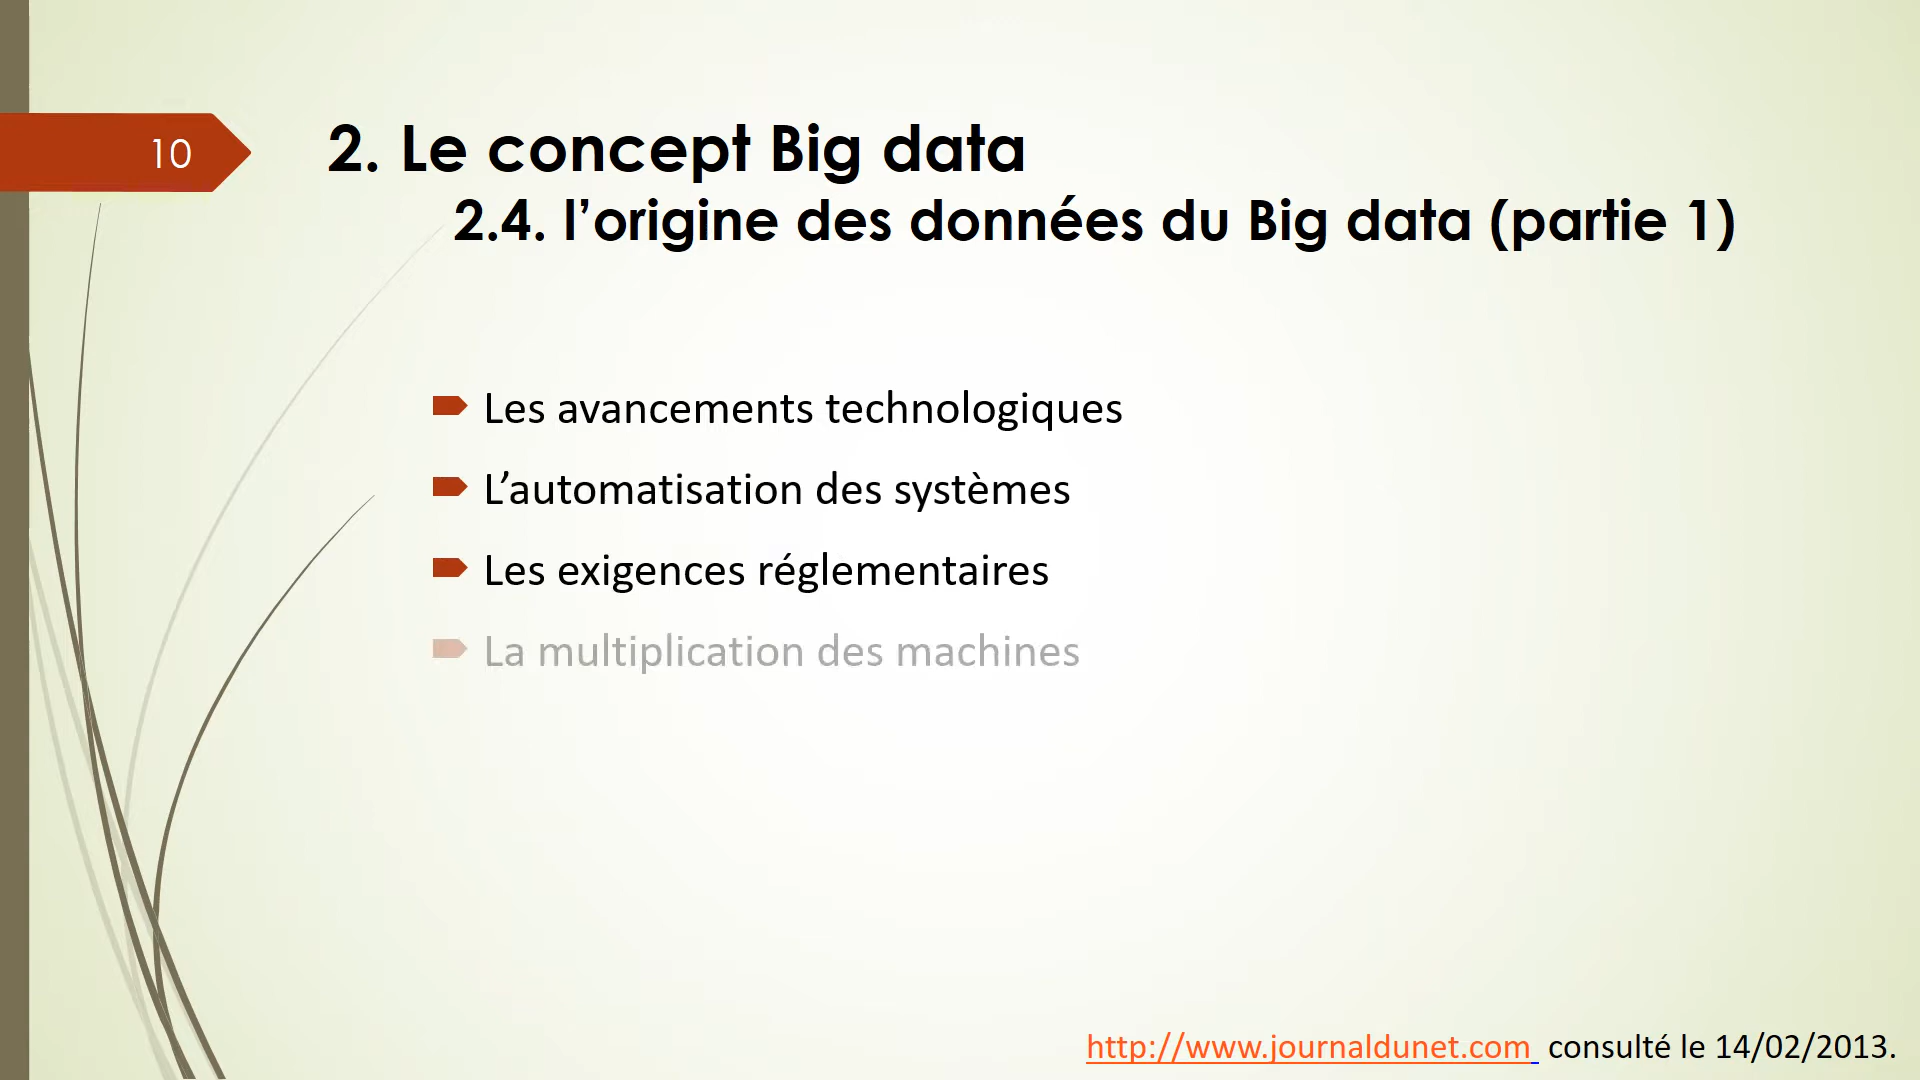 10
2. Le concept Big data
2.4. l’origine des données du Big data (partie 1)
Les avancements technologiques
L’automatisation des systèmes
Les exigences réglementaires
La multiplication des machines
http://www.journaldunet.com consulté le 14/02/2013.